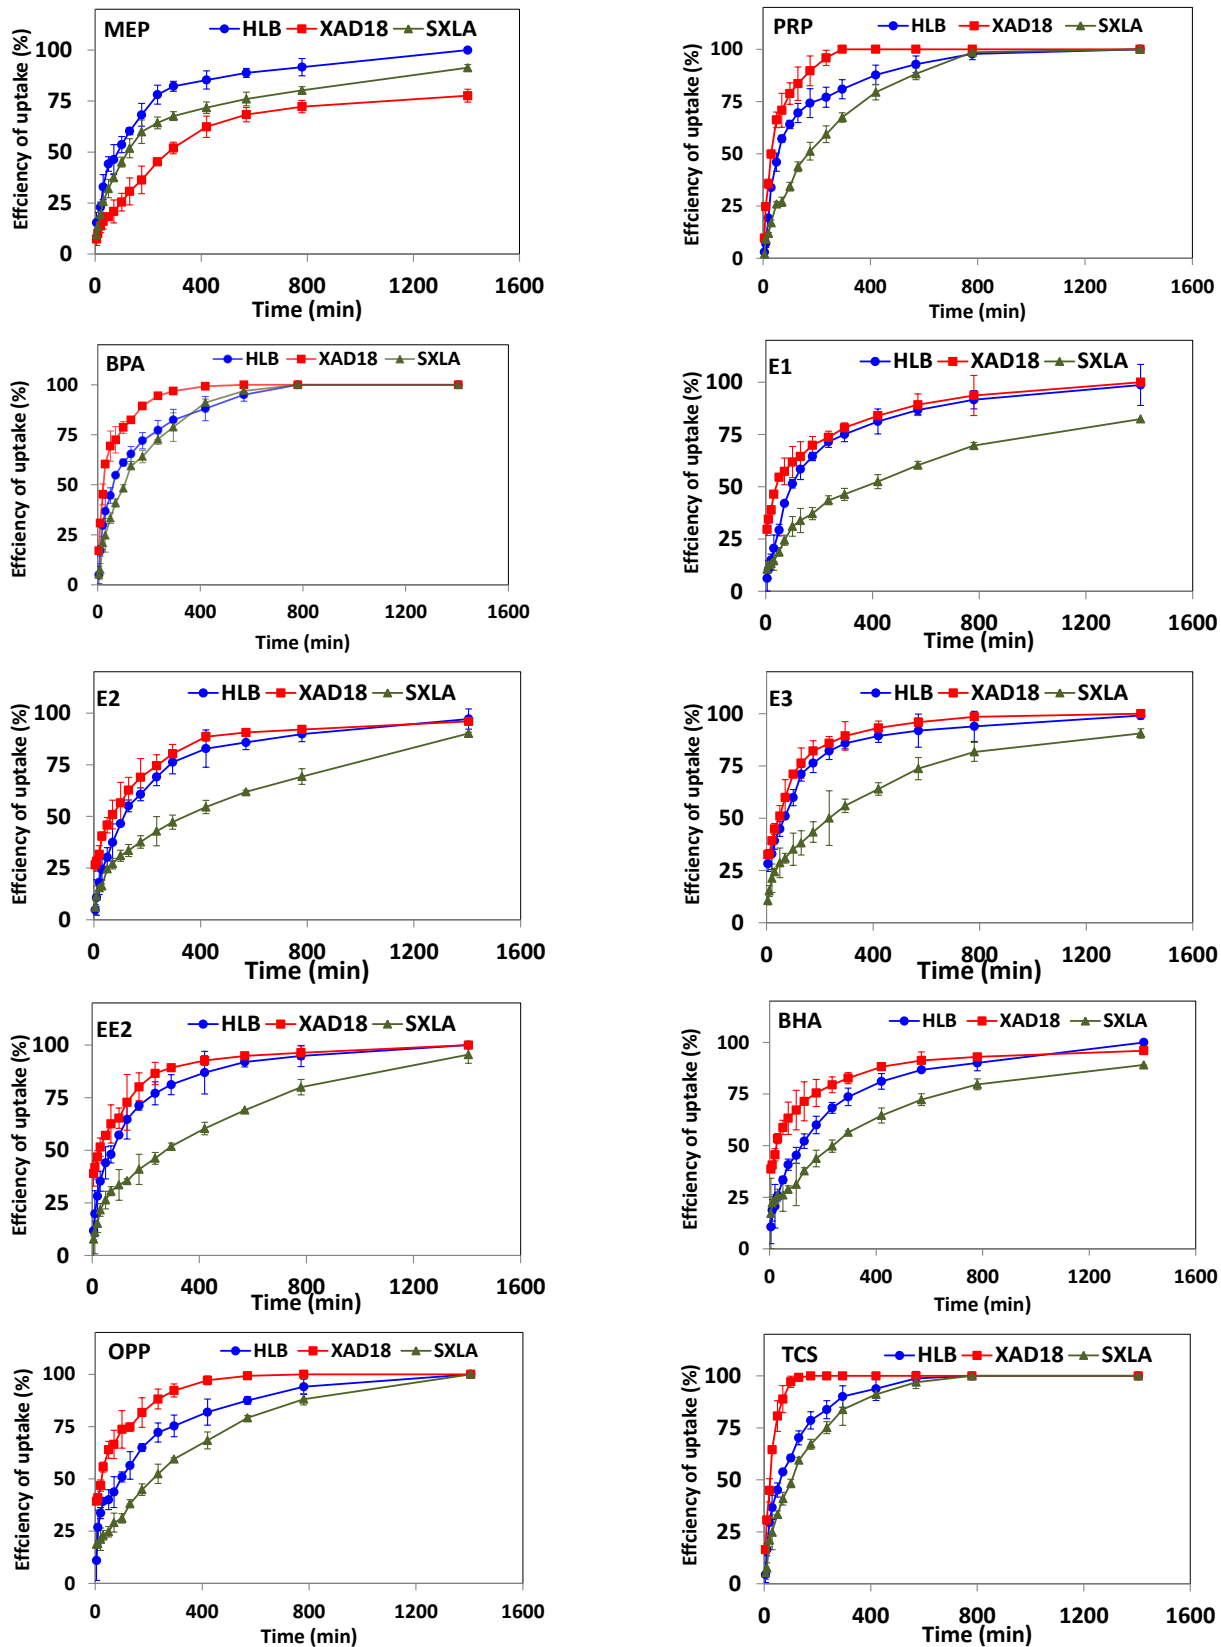 MEP HLB XAD18 SXLA
Effciency of uptake (%)
100
75
50
25
0
0 400 800 1200 1600
Time (min)
PRP HLB XAD18 SXLA
Effciency of uptake (%)
100
75
50
25
0
0 400 800 1200 1600
Time (min)
BPA HLB XAD18 SXLA
Effciency of uptake (%)
100
75
50
25
0
0 400 800 1200 1600
Time (min)
E1 HLB XAD18 SXLA
Effciency of uptake (%)
100
75
50
25
0
0 400 800 1200 1600
Time (min)
E2 HLB XAD18 SXLA
Effciency of uptake (%)
100
75
50
25
0
0 400 800 1200 1600
Time (min)
E3 HLB XAD18 SXLA
Effciency of uptake (%)
100
75
50
25
0
0 400 800 1200 1600
Time (min)
EE2 HLB XAD18 SXLA
Effciency of uptake (%)
100
75
50
25
0
0 400 800 1200 1600
Time (min)
BHA HLB XAD18 SXLA
Effciency of uptake (%)
100
75
50
25
0
0 400 800 1200 1600
Time (min)
OPP HLB XAD18 SXLA
Effciency of uptake (%)
100
75
50
25
0
0 400 800 1200 1600
Time (min)
TCS HLB XAD18 SXLA
Effciency of uptake (%)
100
75
50
25
0
0 400 800 1200 1600
Time (min)